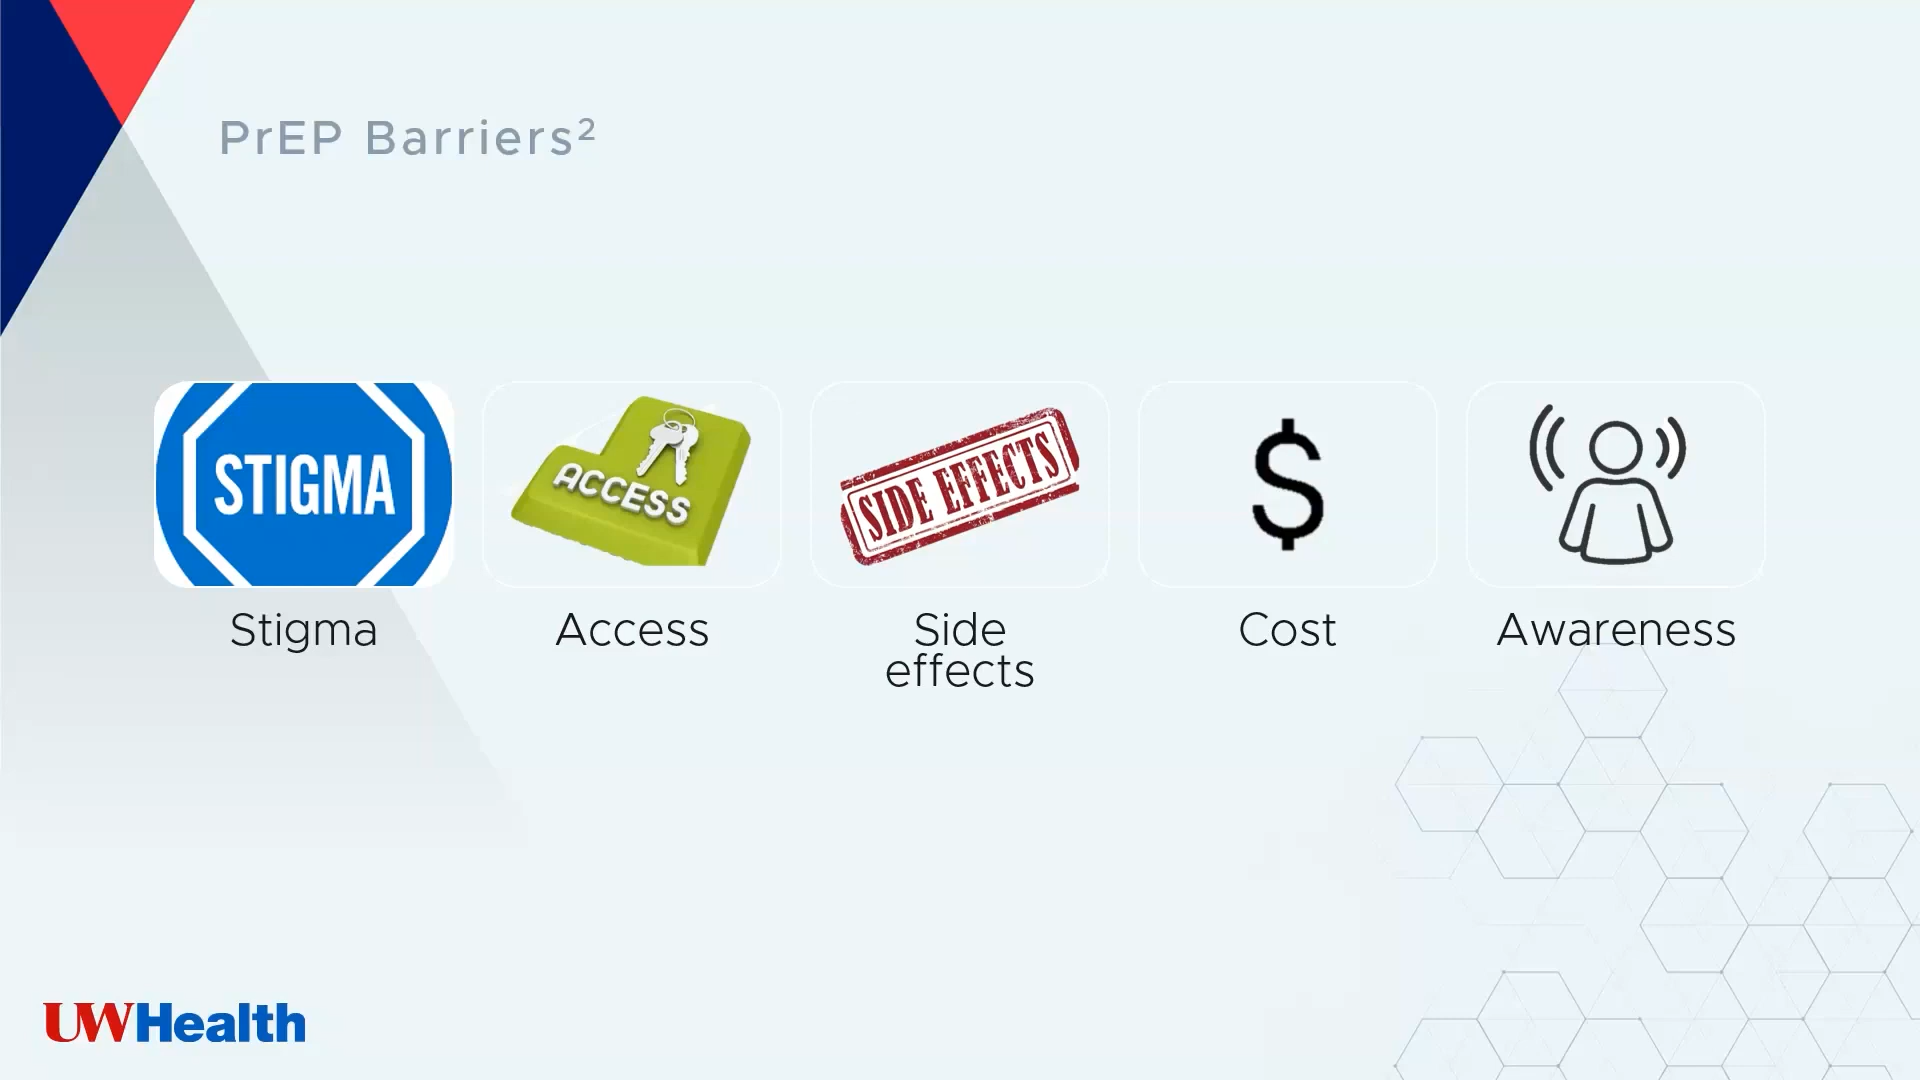 PrEP Barriers²
STIGMA
ACCESS
SIDE EFFECTS
$
Stigma
Access
Side
effects
Cost
Awareness
UWHealth